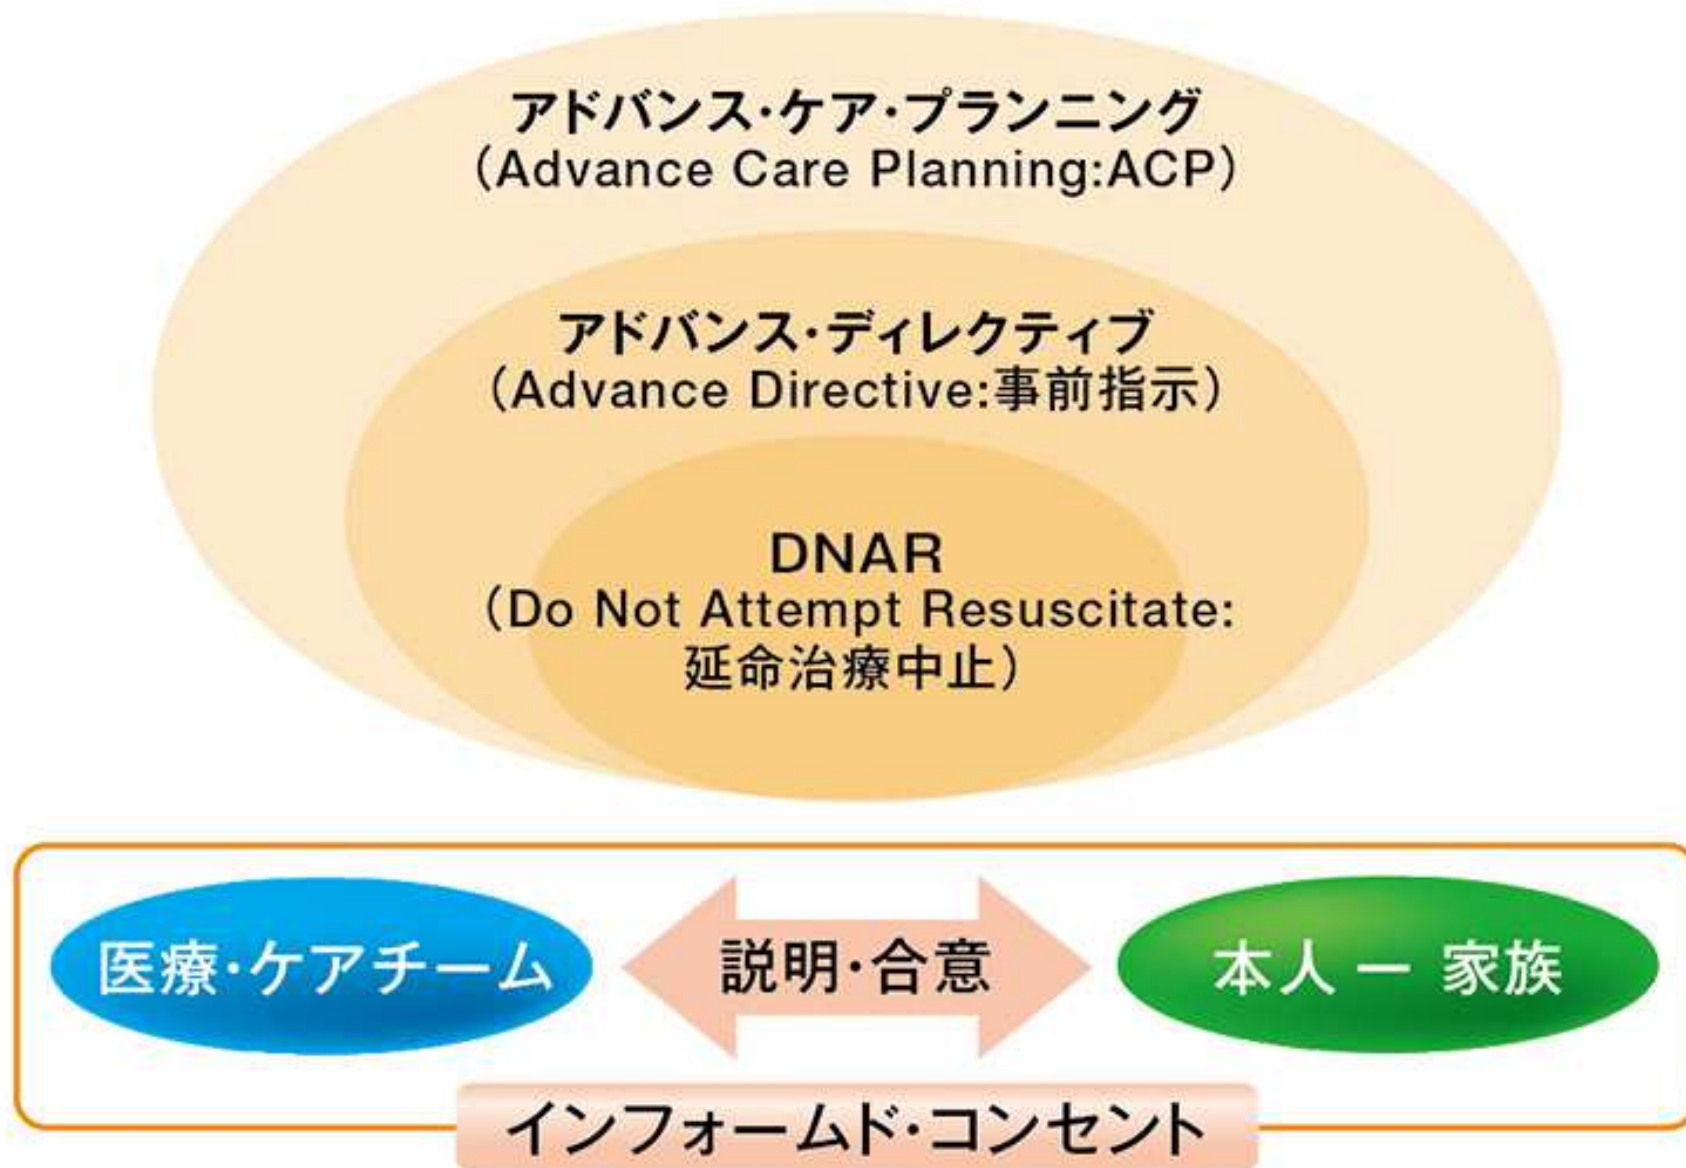 アドバンス・ケア・プランニング
(Advance Care Planning:ACP)
アドバンス・ディレクティブ
(Advance Directive:事前指示)
DNAR
(Do Not Attempt Resuscitate:
延命治療中止)
医療・ケアチーム
説明・合意
本人 ー 家族
インフォームド・コンセント